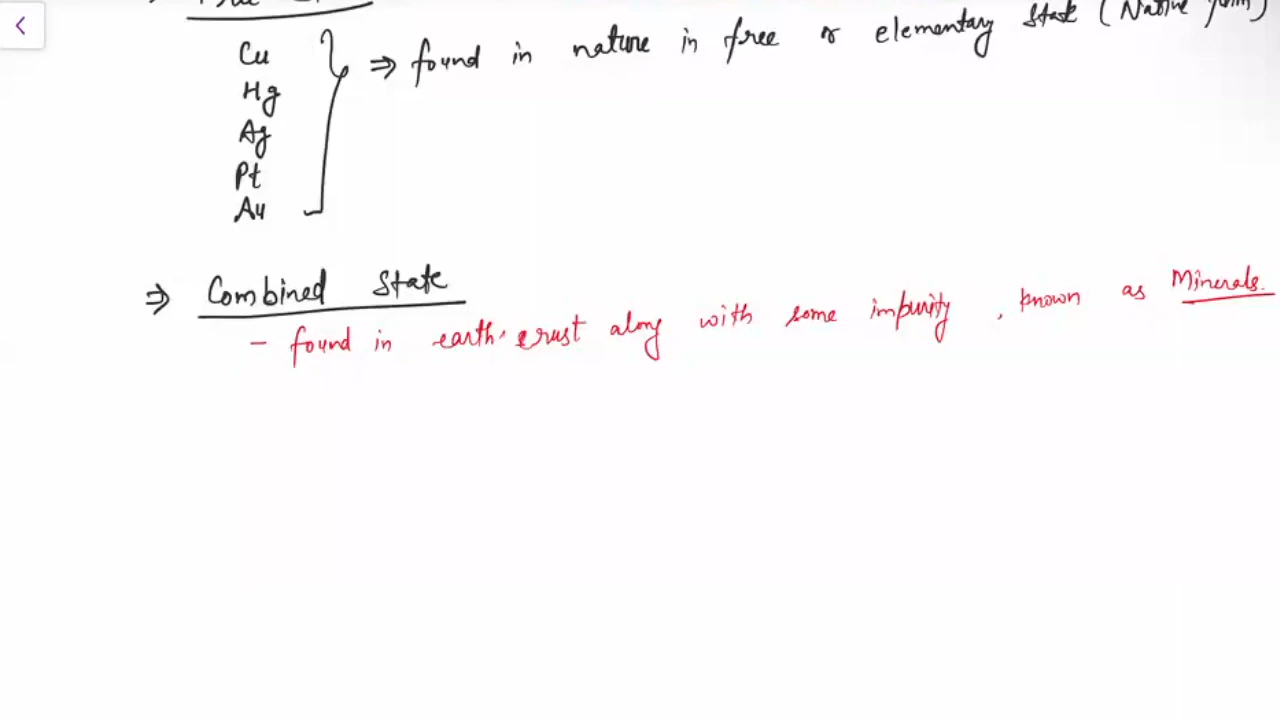 ⇒ found in nature in free or elementary state (Native form)
Cu
Hg
Ag
Pt
Au
⇒ Combined State
- found in earth crust along with some impurity, known as Minerals.